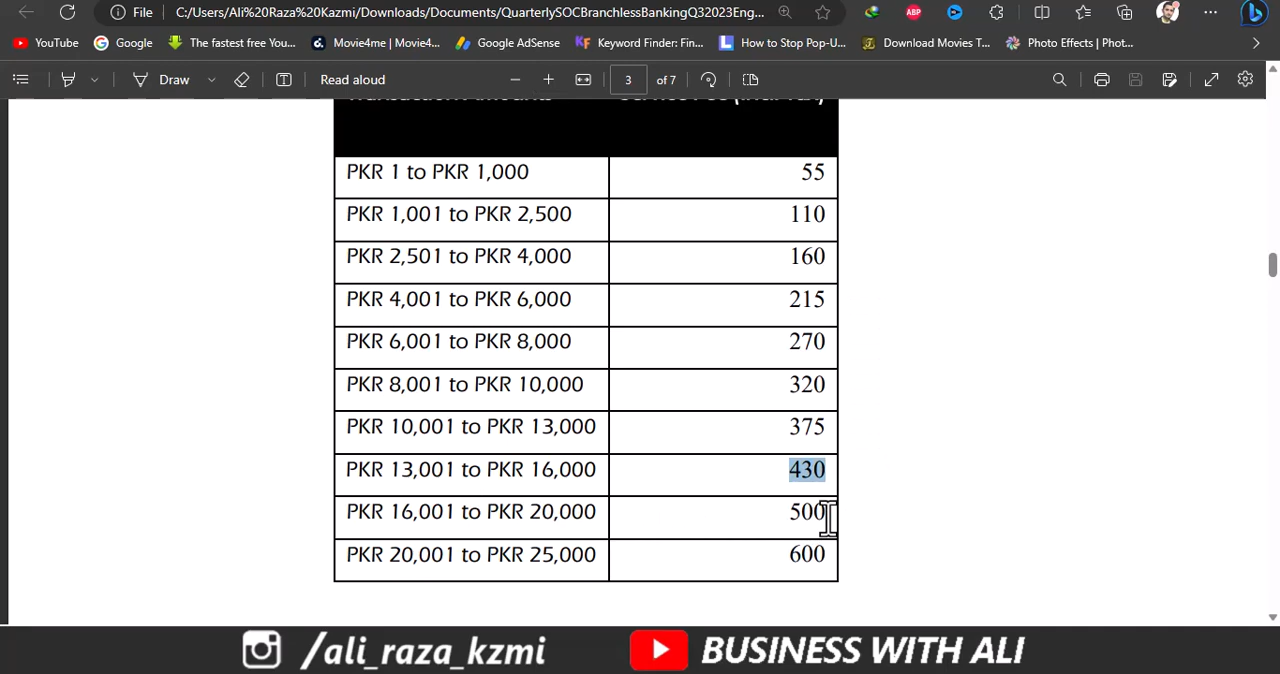 File
C:/Users/Ali%20Raza%20Kazmi/Downloads/Documents/QuarterlySOCBranchlessBankingQ32023Eng...
ABP
YouTube
Google
The fastest free You...
Movie4me | Movie4...
Google AdSense
KF Keyword Finder: Fin...
L How to Stop Pop-U...
Download Movies T...
Photo Effects | Phot...
Draw
Read aloud
3 of 7
Transaction Amounts
PKR 1 to PKR 1,000 55
PKR 1,001 to PKR 2,500 110
PKR 2,501 to PKR 4,000 160
PKR 4,001 to PKR 6,000 215
PKR 6,001 to PKR 8,000 270
PKR 8,001 to PKR 10,000 320
PKR 10,001 to PKR 13,000 375
PKR 13,001 to PKR 16,000 430
PKR 16,001 to PKR 20,000 500
PKR 20,001 to PKR 25,000 600
/ali_raza_kzmi
BUSINESS WITH ALI